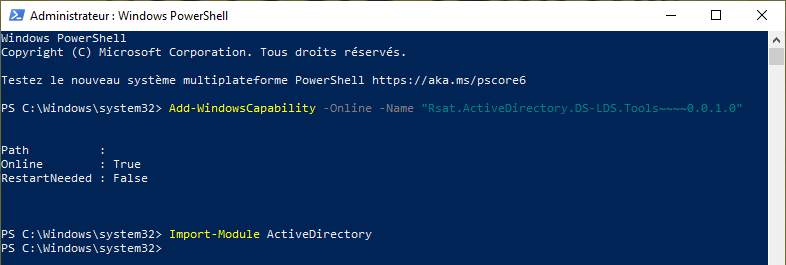 Administrateur : Windows PowerShell
Windows PowerShell
Copyright (C) Microsoft Corporation. Tous droits réservés.
Testez le nouveau système multiplateforme PowerShell https://aka.ms/pscore6
PS C:\Windows\system32> Add-WindowsCapability -Online -Name "Rsat.ActiveDirectory.DS-LDS.Tools~~~~0.0.1.0"
Path          :
Online        : True
RestartNeeded : False
PS C:\Windows\system32> Import-Module ActiveDirectory
PS C:\Windows\system32>